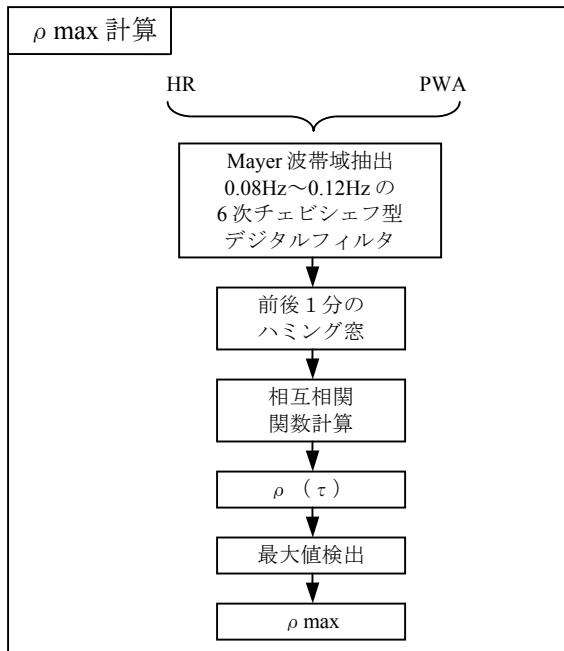 ρ max 計算
HR PWA
Mayer 波帯域抽出
0.08Hz～0.12Hz の
6 次チェビシェフ型
デジタルフィルタ
前後１分の
ハミング窓
相互相関
関数計算
ρ （τ）
最大値検出
ρ max